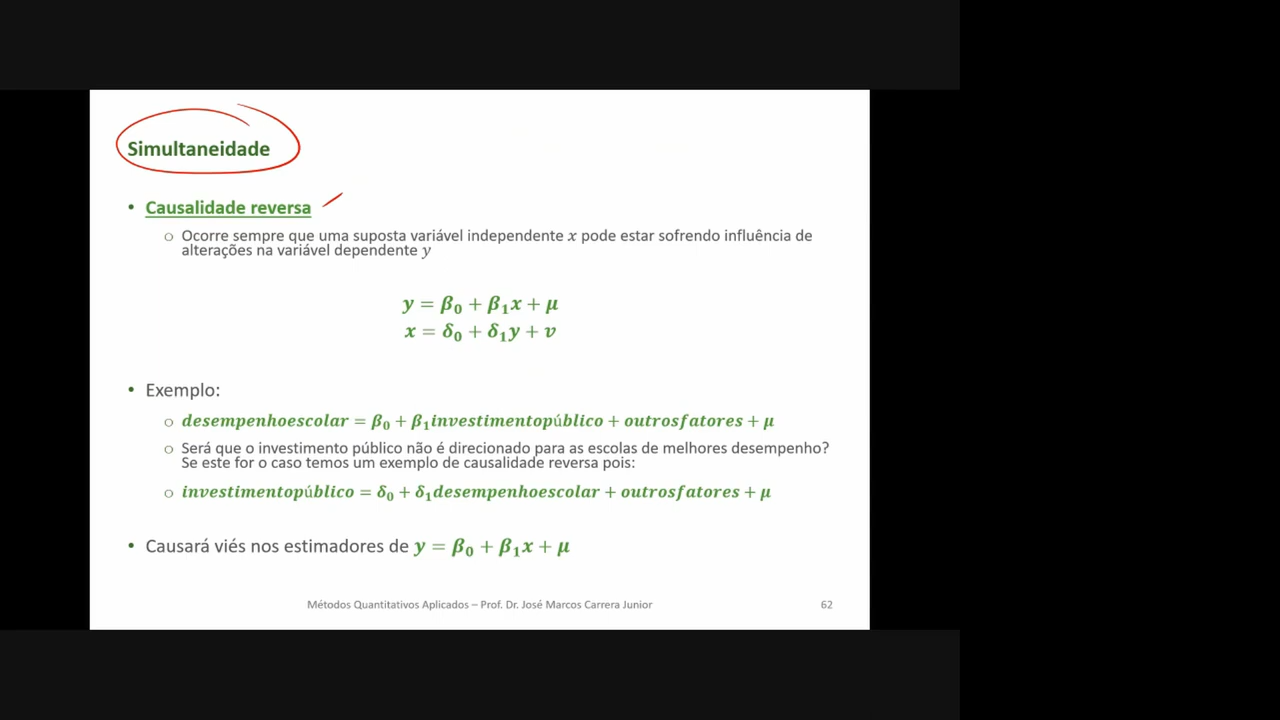 Simultaneidade
• Causalidade reversa
o Ocorre sempre que uma suposta variável independente x pode estar sofrendo influência de
alterações na variável dependente y
y = β₀ + β₁x + μ
x = δ₀ + δ₁y + v
• Exemplo:
o desempenhoescolar = β₀ + β₁investimentopúblico + outrosfatores + μ
o Será que o investimento público não é direcionado para as escolas de melhores desempenho?
Se este for o caso temos um exemplo de causalidade reversa pois:
o investimentopúblico = δ₀ + δ₁desempenhoescolar + outrosfatores + μ
• Causará viés nos estimadores de y = β₀ + β₁x + μ
Métodos Quantitativos Aplicados – Prof. Dr. José Marcos Carrera Junior
62